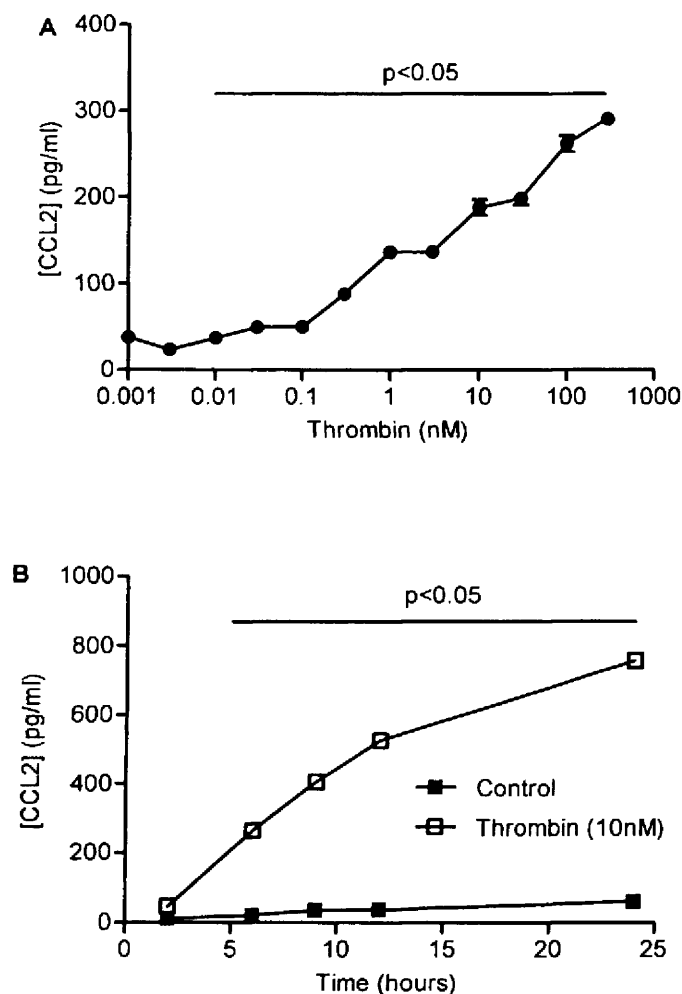 A
400
p<0.05
300
200
100
0
[CCL2] (pg/ml)
0.001 0.01 0.1 1 10 100 1000
Thrombin (nM)
B
1000
p<0.05
800
600
400
200
0
[CCL2] (pg/ml)
Control
Thrombin (10nM)
0 5 10 15 20 25
Time (hours)